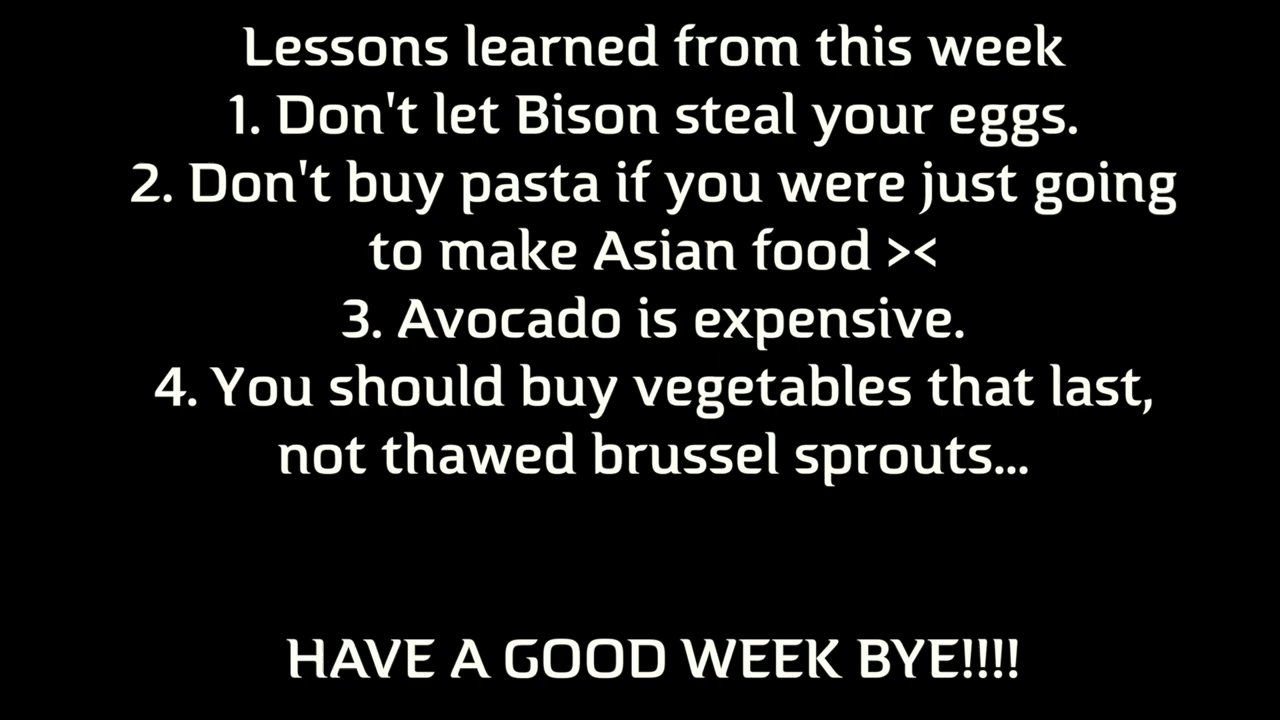 Lessons learned from this week
1. Don't let Bison steal your eggs.
2. Don't buy pasta if you were just going
to make Asian food ><
3. Avocado is expensive.
4. You should buy vegetables that last,
not thawed brussel sprouts...
HAVE A GOOD WEEK BYE!!!!